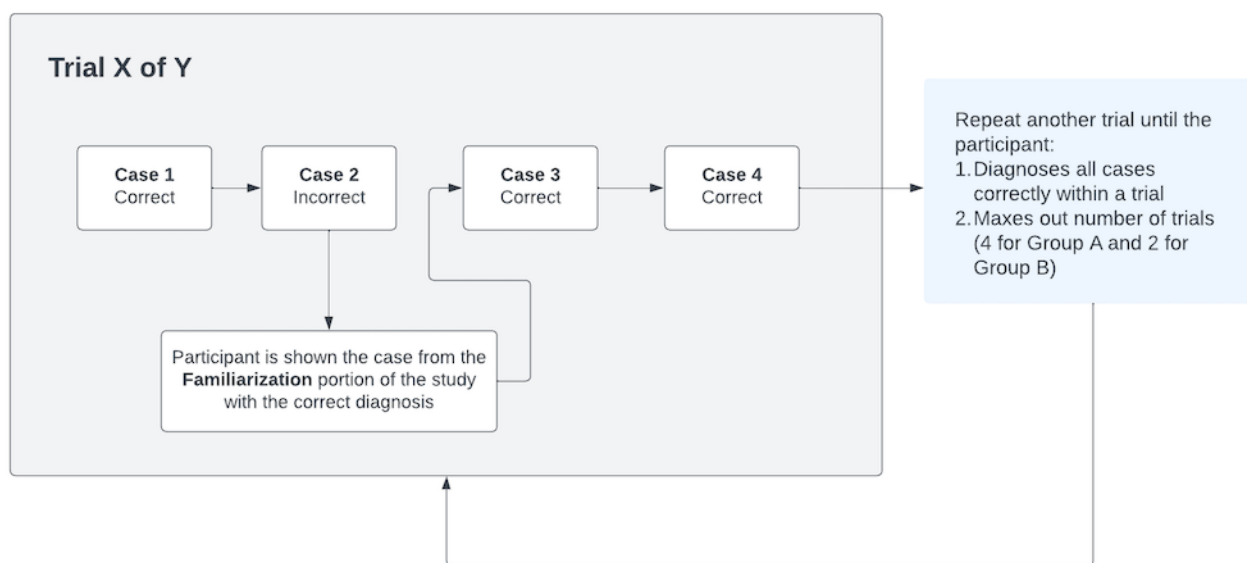 Trial X of Y
Case 1
Correct
Case 2
Incorrect
Case 3
Correct
Case 4
Correct
Participant is shown the case from the
Familiarization portion of the study
with the correct diagnosis
Repeat another trial until the
participant:
1. Diagnoses all cases
correctly within a trial
2. Maxes out number of trials
(4 for Group A and 2 for
Group B)